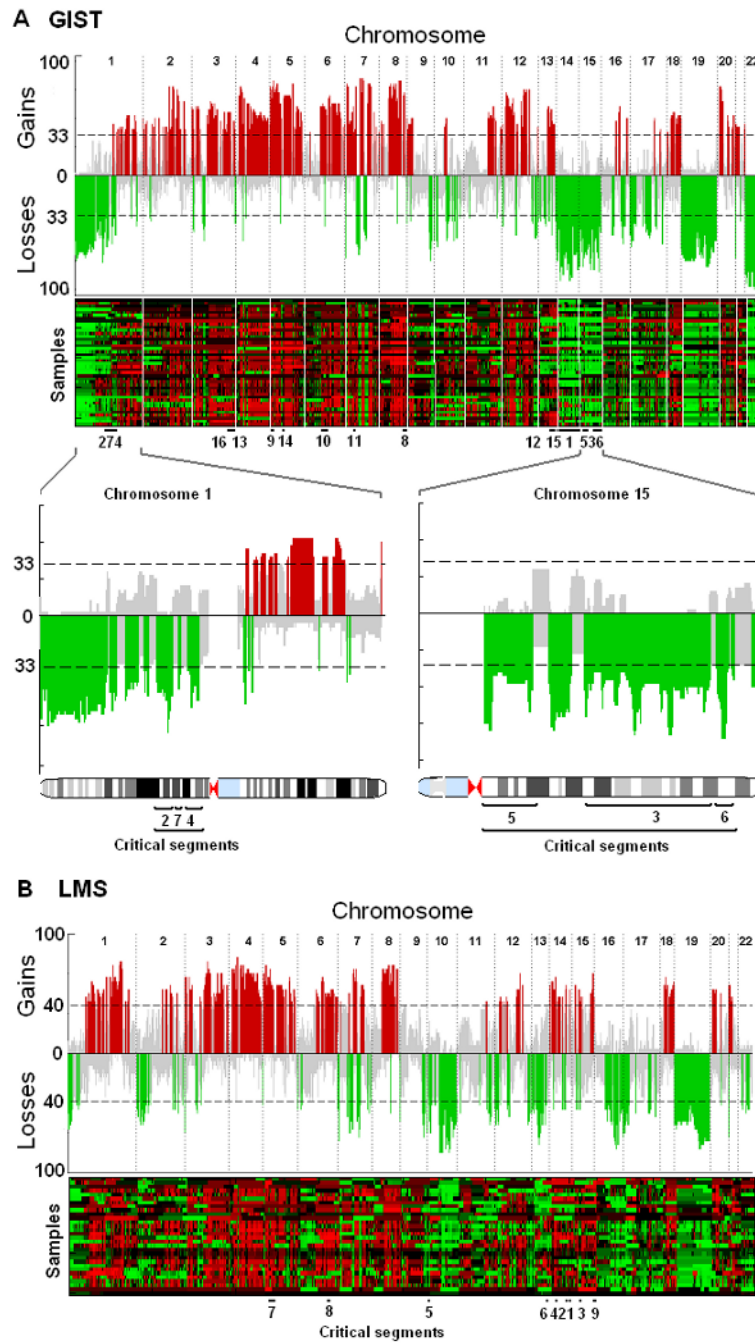 A GIST
Chromosome
1 2 3 4 5 6 7 8 9 10 11 12 13 14 15 16 17 18 19 20 22
100
Gains
33
0
Losses
33
100
Samples
274 16 13 9 14 10 11 8 12 15 1 536
Chromosome 1
Chromosome 15
33
0
33
2 7 4
5 3 6
Critical segments
Critical segments
B LMS
Chromosome
1 2 3 4 5 6 7 8 9 10 11 12 13 14 15 16 17 18 19 20 22
100
Gains
40
0
Losses
40
100
Samples
7 8 5 6 421 3 9
Critical segments